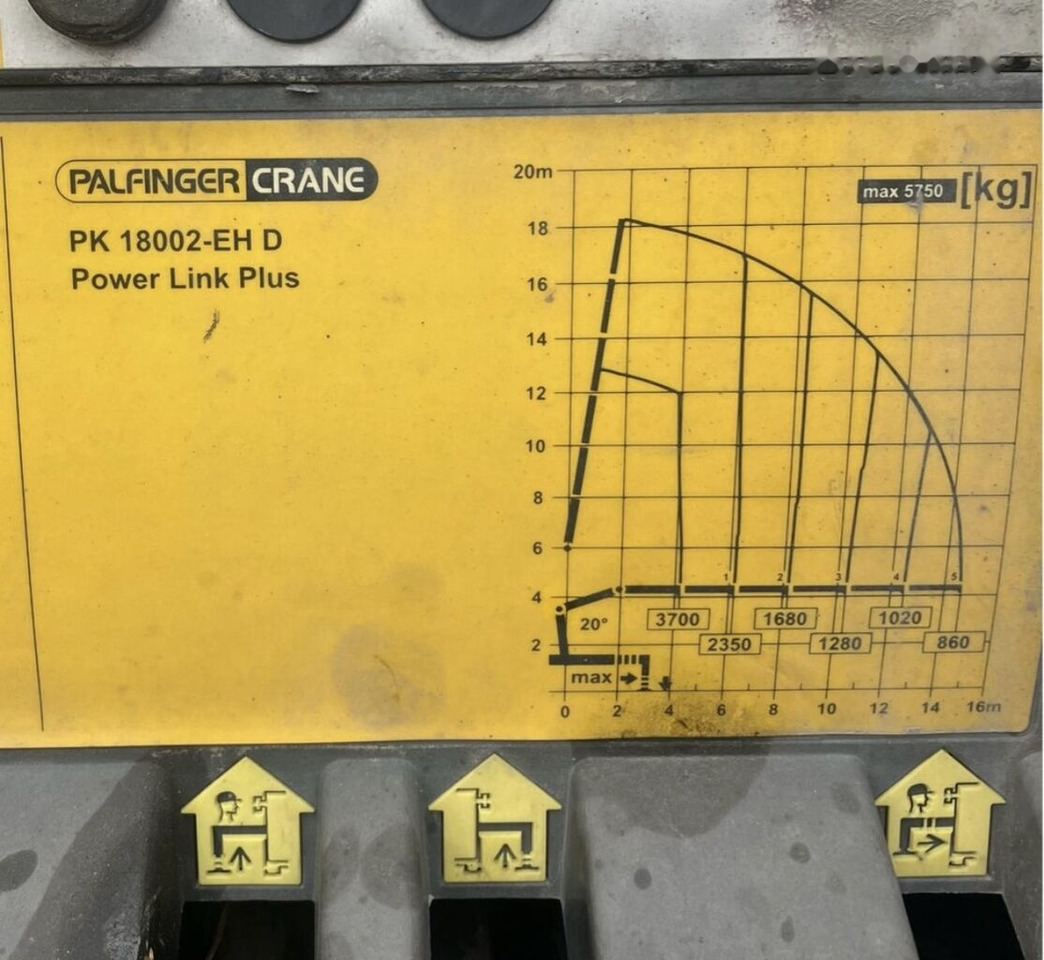 PALFINGER CRANE
PK 18002-EH D
Power Link Plus
20m
max 5750 [kg]
18
16
14
12
10
8
6
1 2 3 4 5
4
20°
3700 1680 1020
2
2350 1280 860
max
0 2 4 6 8 10 12 14 16m